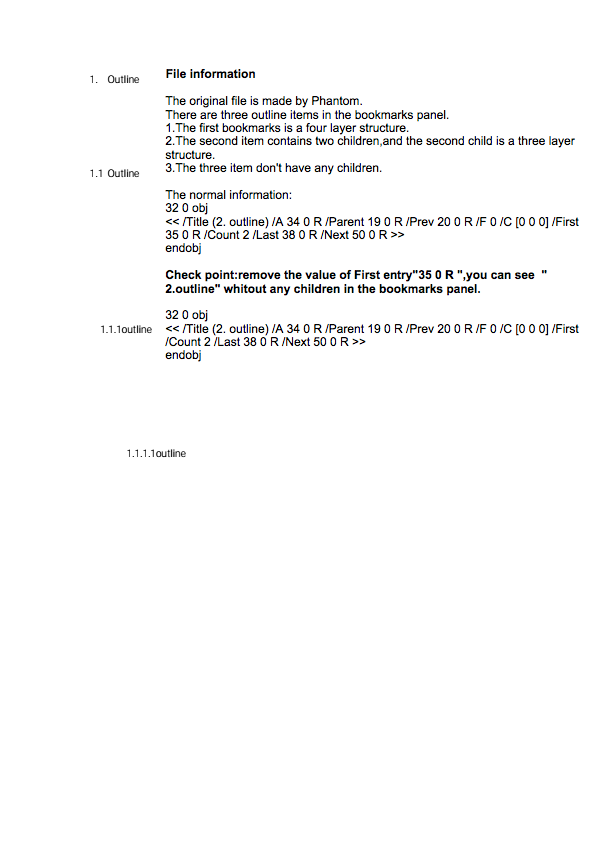 File information
1. Outline
The original file is made by Phantom.
There are three outline items in the bookmarks panel.
1.The first bookmarks is a four layer structure.
2.The second item contains two children,and the second child is a three layer
structure.
3.The three item don't have any children.
1.1 Outline
The normal information:
32 0 obj
<< /Title (2. outline) /A 34 0 R /Parent 19 0 R /Prev 20 0 R /F 0 /C [0 0 0] /First
35 0 R /Count 2 /Last 38 0 R /Next 50 0 R >>
endobj
Check point:remove the value of First entry"35 0 R ",you can see  "
2.outline" whitout any children in the bookmarks panel.
32 0 obj
1.1.1outline
<< /Title (2. outline) /A 34 0 R /Parent 19 0 R /Prev 20 0 R /F 0 /C [0 0 0] /First
/Count 2 /Last 38 0 R /Next 50 0 R >>
endobj
1.1.1.1outline